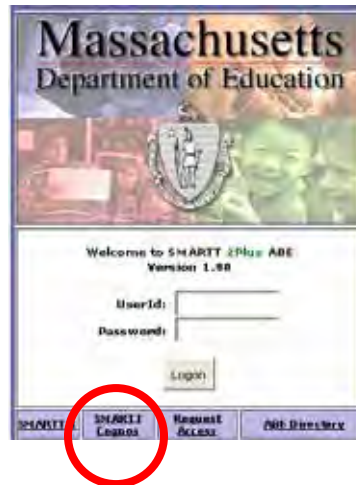 Massachusetts
Department of Education
Welcome to SMARTT 2Plus ABE
Version 1.98
UserId:
Password:
Logon
SMARTT
SMARTT
Cognos
Request
Access
ABE Directory